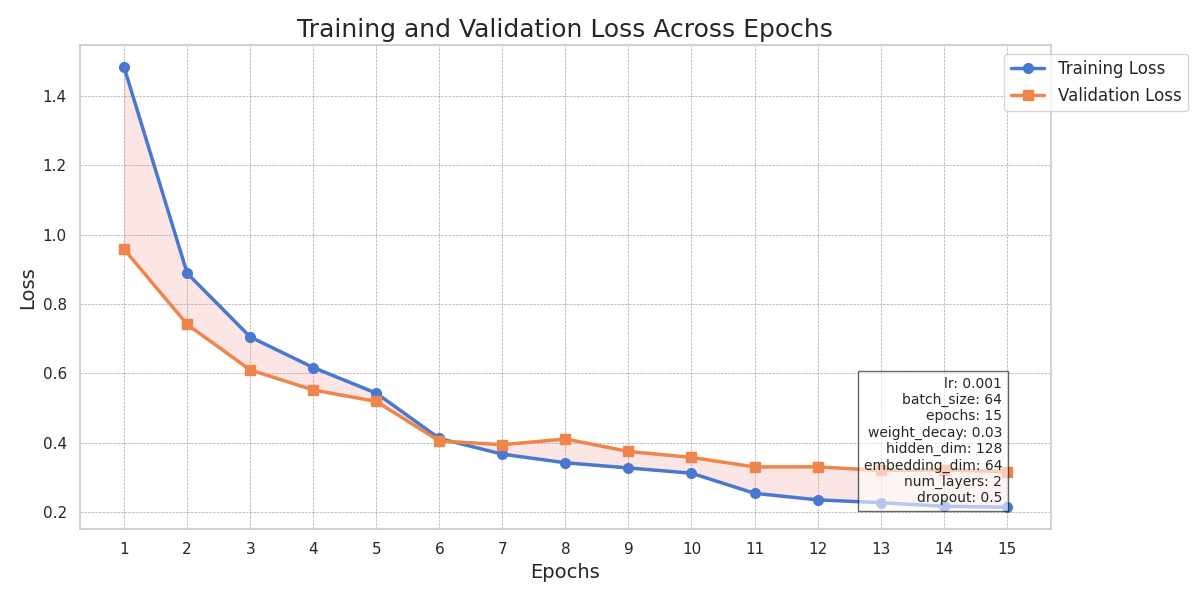 Training and Validation Loss Across Epochs
Training Loss
Validation Loss
Loss
1.4
1.2
1.0
0.8
0.6
0.4
0.2
lr: 0.001
batch_size: 64
epochs: 15
weight_decay: 0.03
hidden_dim: 128
embedding_dim: 64
num_layers: 2
dropout: 0.5
1 2 3 4 5 6 7 8 9 10 11 12 13 14 15
Epochs